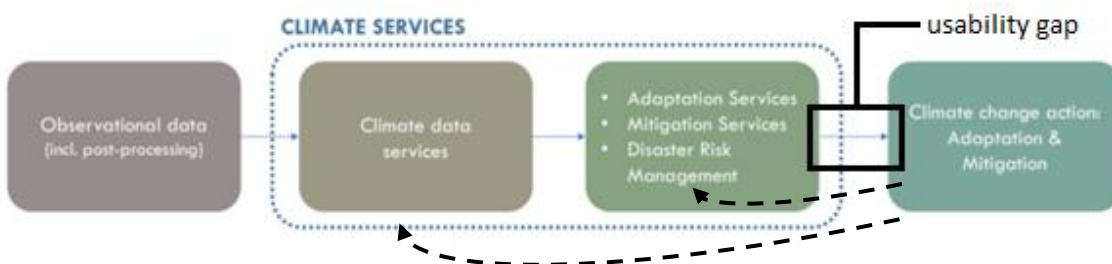 CLIMATE SERVICES
usability gap
Observational data
(incl. post-processing)
Climate data
services
• Adaptation Services
• Mitigation Services
• Disaster Risk
Management
Climate change action:
Adaptation &
Mitigation